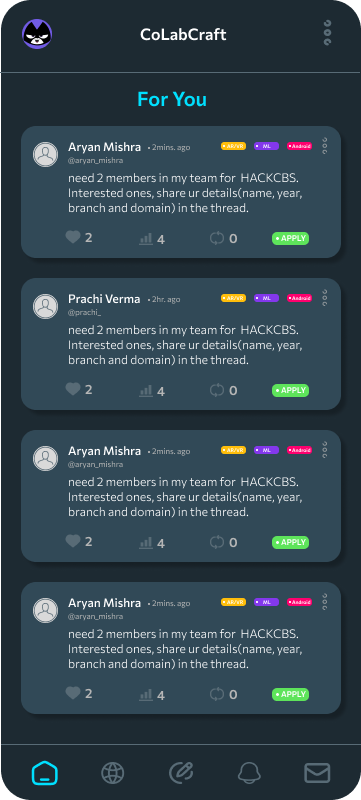 CoLabCraft
For You
Aryan Mishra • 2mins. ago AR/VR ML Android
@aryan_mishra
need 2 members in my team for HACKCBS.
Interested ones, share ur details(name, year,
branch and domain) in the thread.
2 4 0 APPLY
Prachi Verma • 2hr. ago AR/VR ML Android
@prachi_
need 2 members in my team for HACKCBS.
Interested ones, share ur details(name, year,
branch and domain) in the thread.
2 4 0 APPLY
Aryan Mishra • 2mins. ago AR/VR ML Android
@aryan_mishra
need 2 members in my team for HACKCBS.
Interested ones, share ur details(name, year,
branch and domain) in the thread.
2 4 0 APPLY
Aryan Mishra • 2mins. ago AR/VR ML Android
@aryan_mishra
need 2 members in my team for HACKCBS.
Interested ones, share ur details(name, year,
branch and domain) in the thread.
2 4 0 APPLY